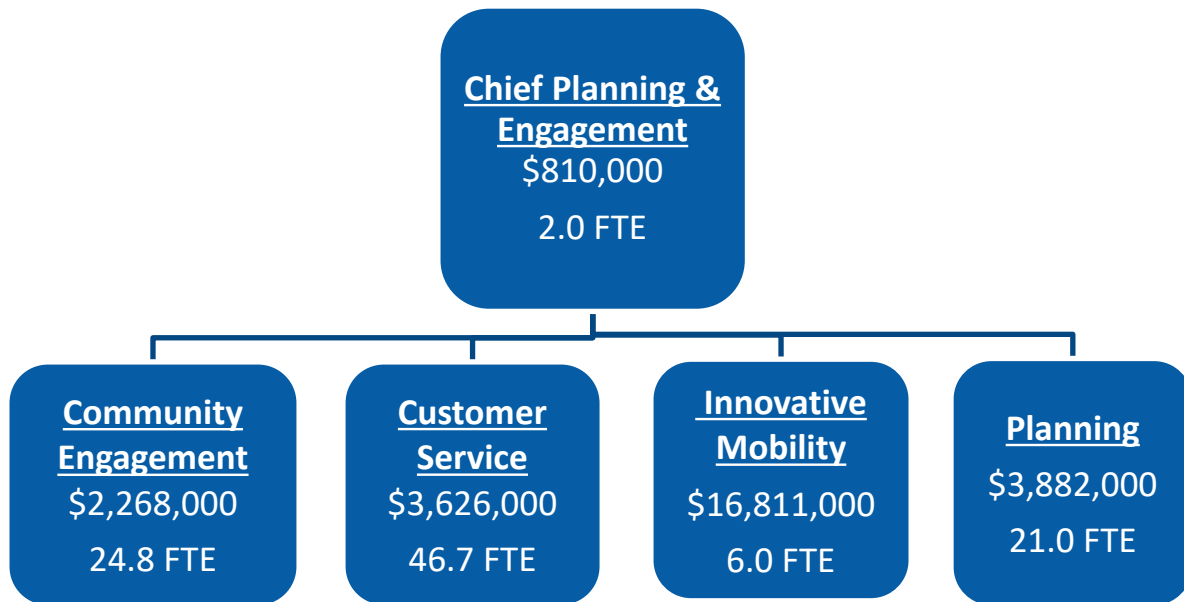 Chief Planning &
Engagement
$810,000
2.0 FTE
Community
Engagement
$2,268,000
24.8 FTE
Customer
Service
$3,626,000
46.7 FTE
Innovative
Mobility
$16,811,000
6.0 FTE
Planning
$3,882,000
21.0 FTE